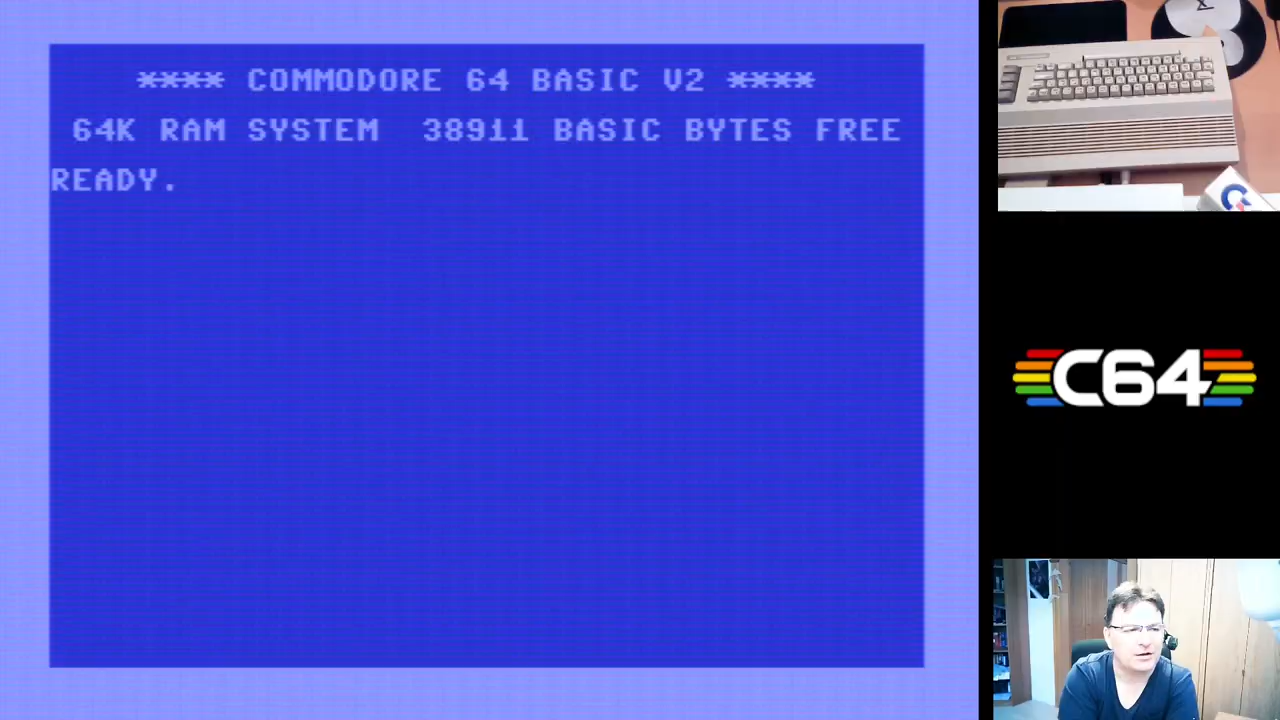 **** COMMODORE 64 BASIC V2 ****
64K RAM SYSTEM  38911 BASIC BYTES FREE
READY.
C64